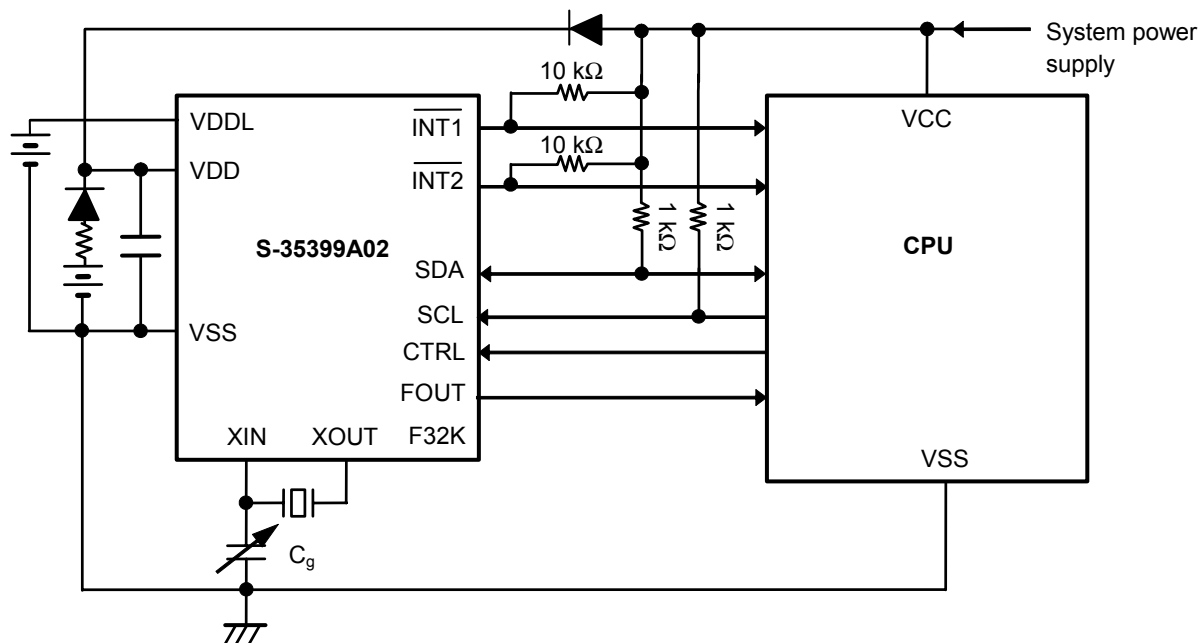 System power
supply
10 kΩ
VDDL
INT1
VCC
10 kΩ
VDD
INT2
1 kΩ
1 kΩ
S-35399A02
CPU
SDA
SCL
VSS
CTRL
FOUT
XIN
XOUT
F32K
VSS
Cg